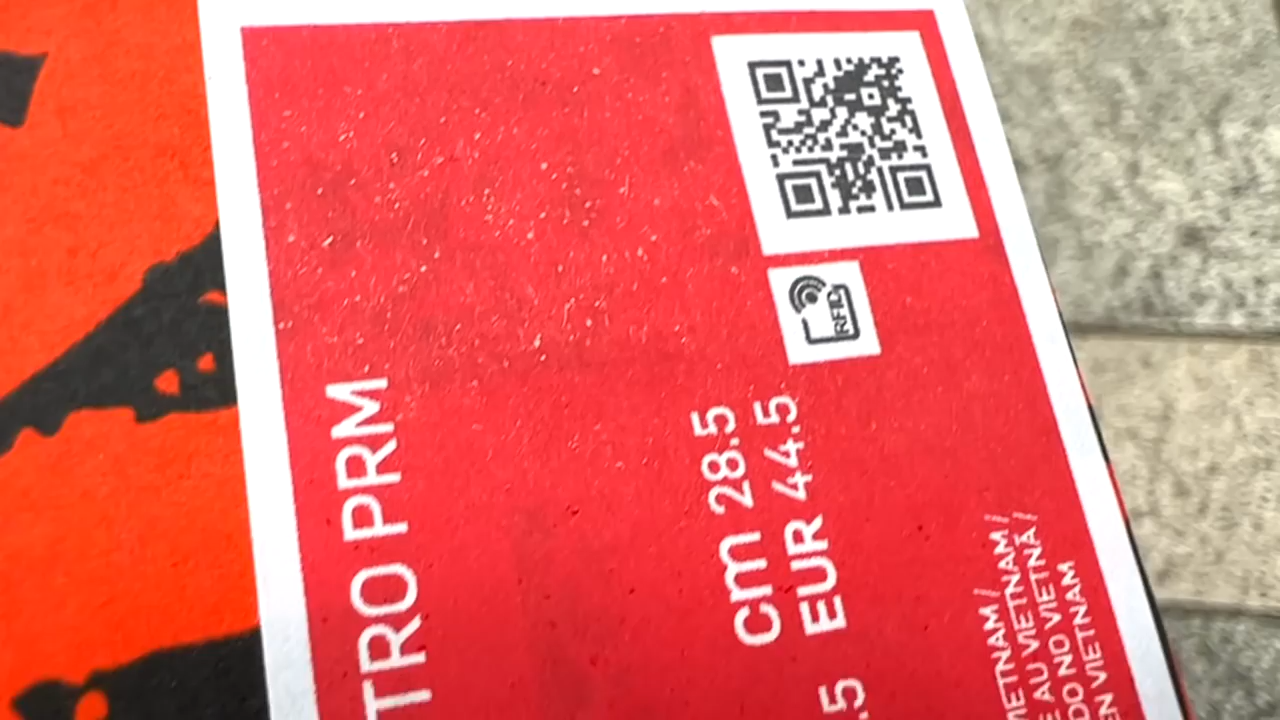 TRO PRM
cm 28.5
.5 EUR 44.5
RFID
VIETNAM /
E AU VIETNAM /
DO NO VIETNÃ /
EN VIETNAM